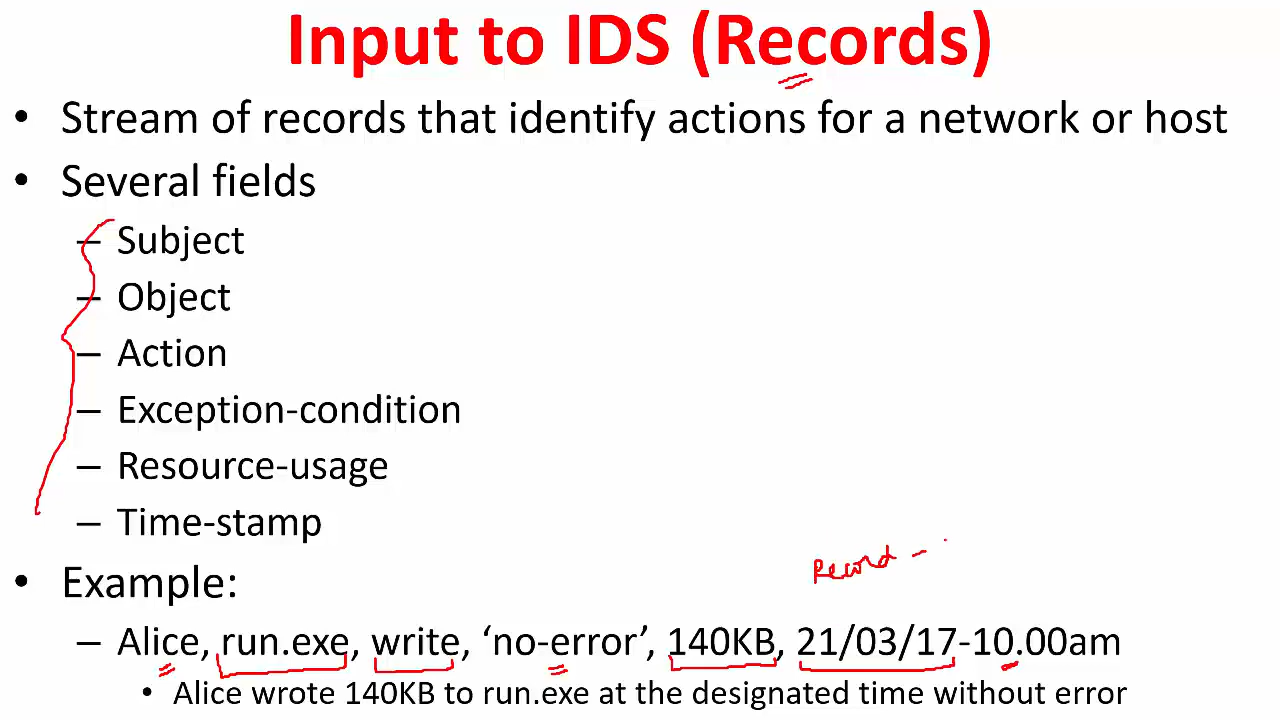 Input to IDS (Records)
• Stream of records that identify actions for a network or host
• Several fields
– Subject
– Object
– Action
– Exception-condition
– Resource-usage
– Time-stamp
Record -
• Example:
– Alice, run.exe, write, ‘no-error’, 140KB, 21/03/17-10.00am
• Alice wrote 140KB to run.exe at the designated time without error